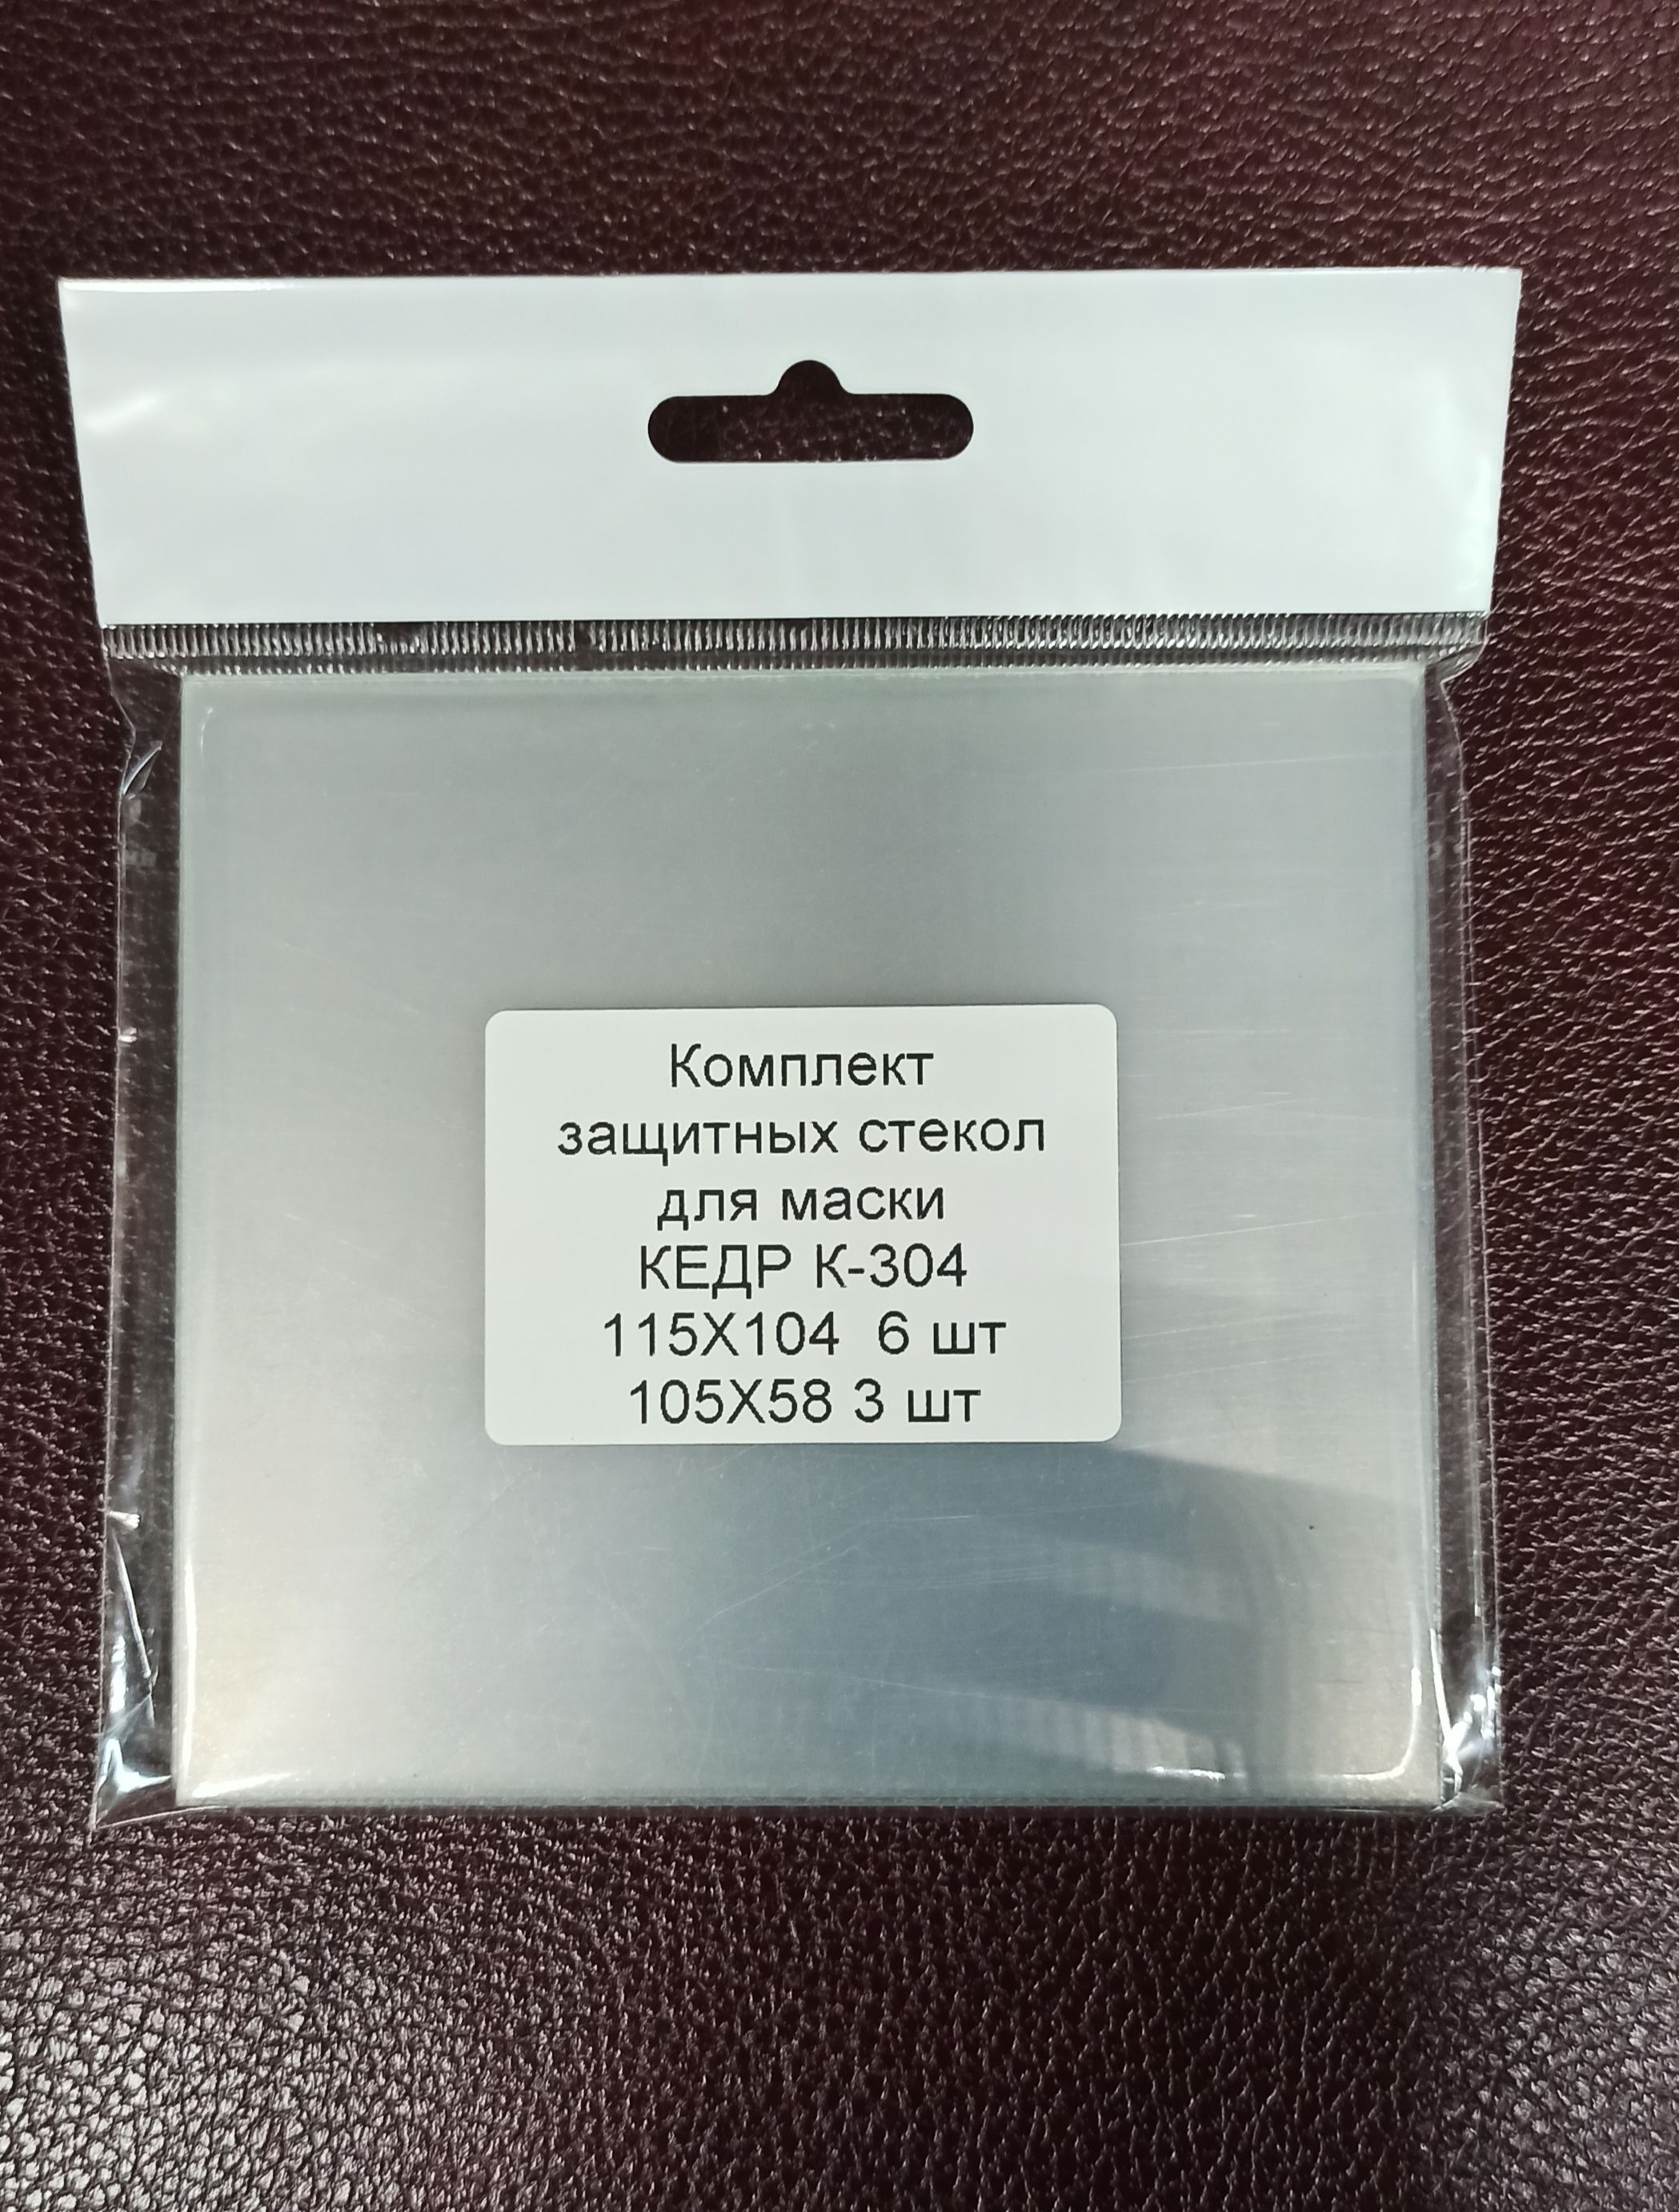 Комплект
защитных стекол
для маски
КЕДР К-304
115Х104 6 шт
105Х58 3 шт